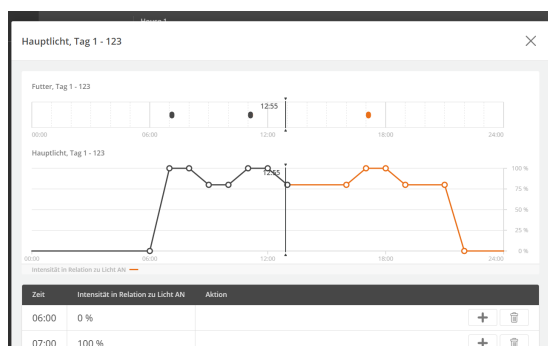 House 1
Hauptlicht, Tag 1 - 123
Futter, Tag 1 - 123
12:55
00:00 06:00 12:00 18:00 24:00
Hauptlicht, Tag 1 - 123
12:55
100 %
75 %
50 %
25 %
0 %
00:00 06:00 12:00 18:00 24:00
Intensität in Relation zu Licht AN
Zeit Intensität in Relation zu Licht AN Aktion
06:00 0 %
07:00 100 %